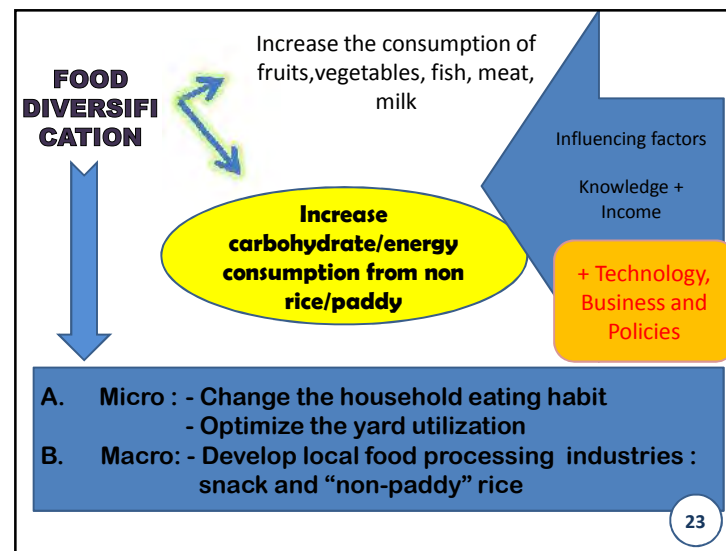 FOOD
DIVERSIFI
CATION
Increase the consumption of
fruits,vegetables, fish, meat,
milk
Influencing factors
Knowledge +
Income
+ Technology,
Business and
Policies
Increase
carbohydrate/energy
consumption from non
rice/paddy
A. Micro : - Change the household eating habit
- Optimize the yard utilization
B. Macro: - Develop local food processing industries :
snack and “non-paddy” rice
23